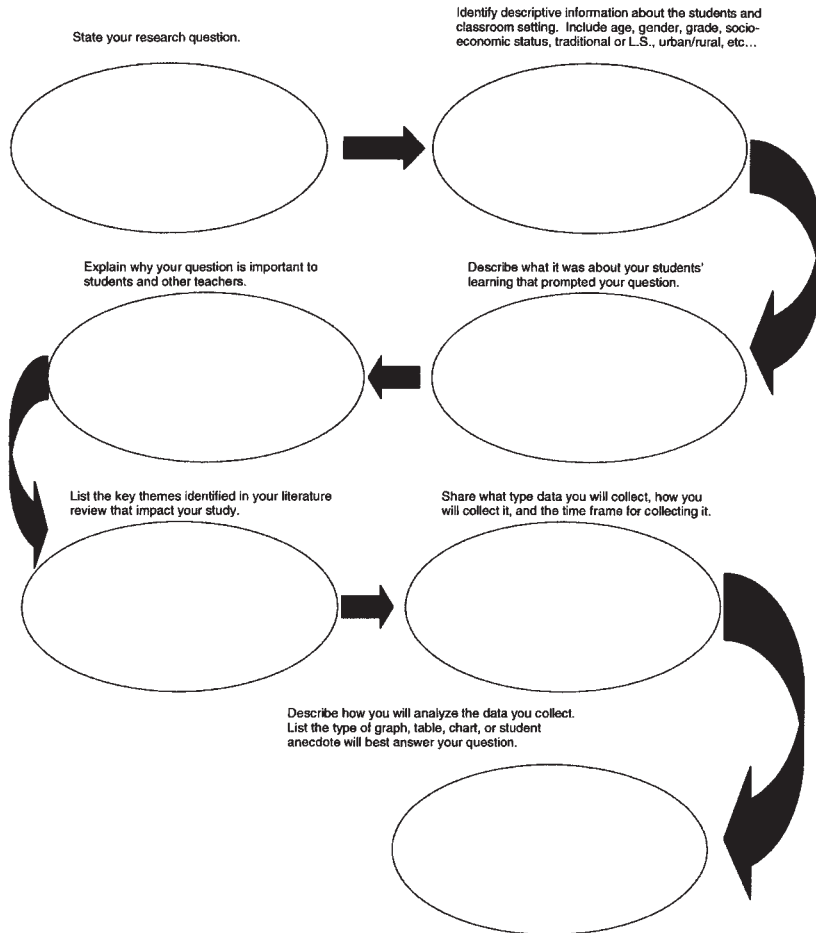 State your research question.
Identify descriptive information about the students and
classroom setting. Include age, gender, grade, socio-
economic status, traditional or L.S., urban/rural, etc...
Describe what it was about your students'
learning that prompted your question.
Explain why your question is important to
students and other teachers.
List the key themes identified in your literature
review that impact your study.
Share what type data you will collect, how you
will collect it, and the time frame for collecting it.
Describe how you will analyze the data you collect.
List the type of graph, table, chart, or student
anecdote will best answer your question.